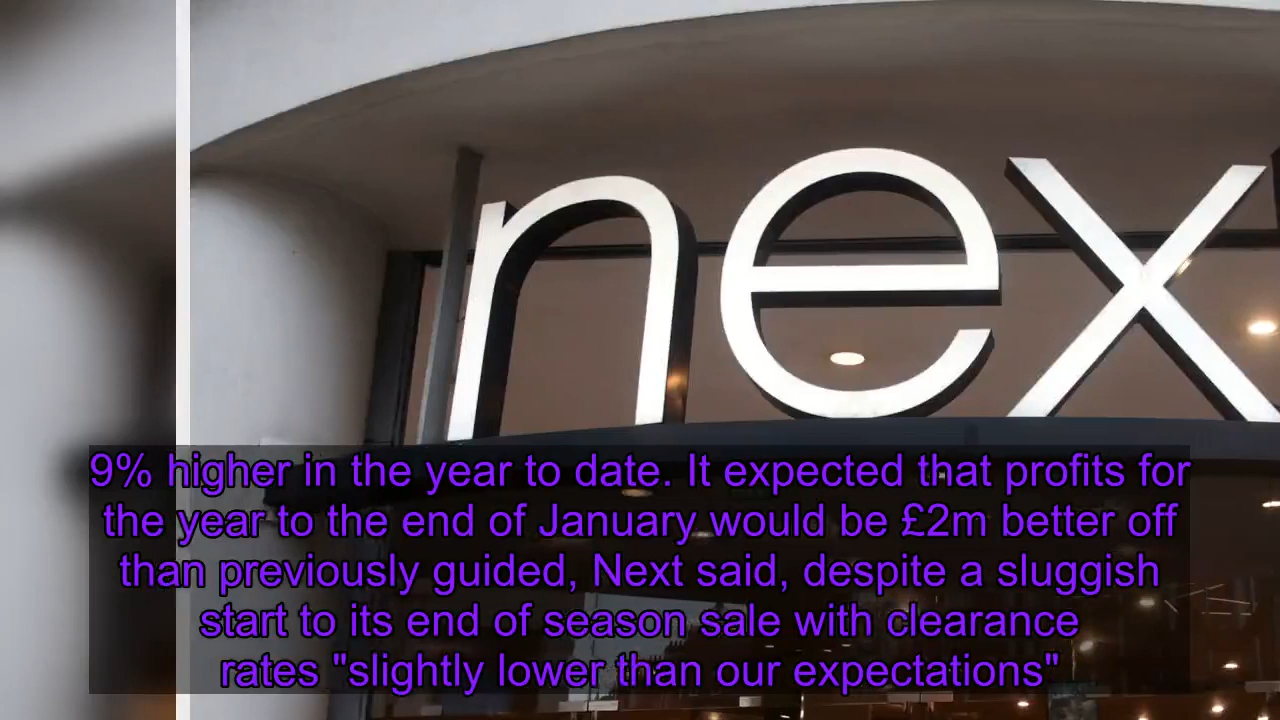 nex
9% higher in the year to date. It expected that profits for
the year to the end of January would be £2m better off
than previously guided, Next said, despite a sluggish
start to its end of season sale with clearance
rates "slightly lower than our expectations"